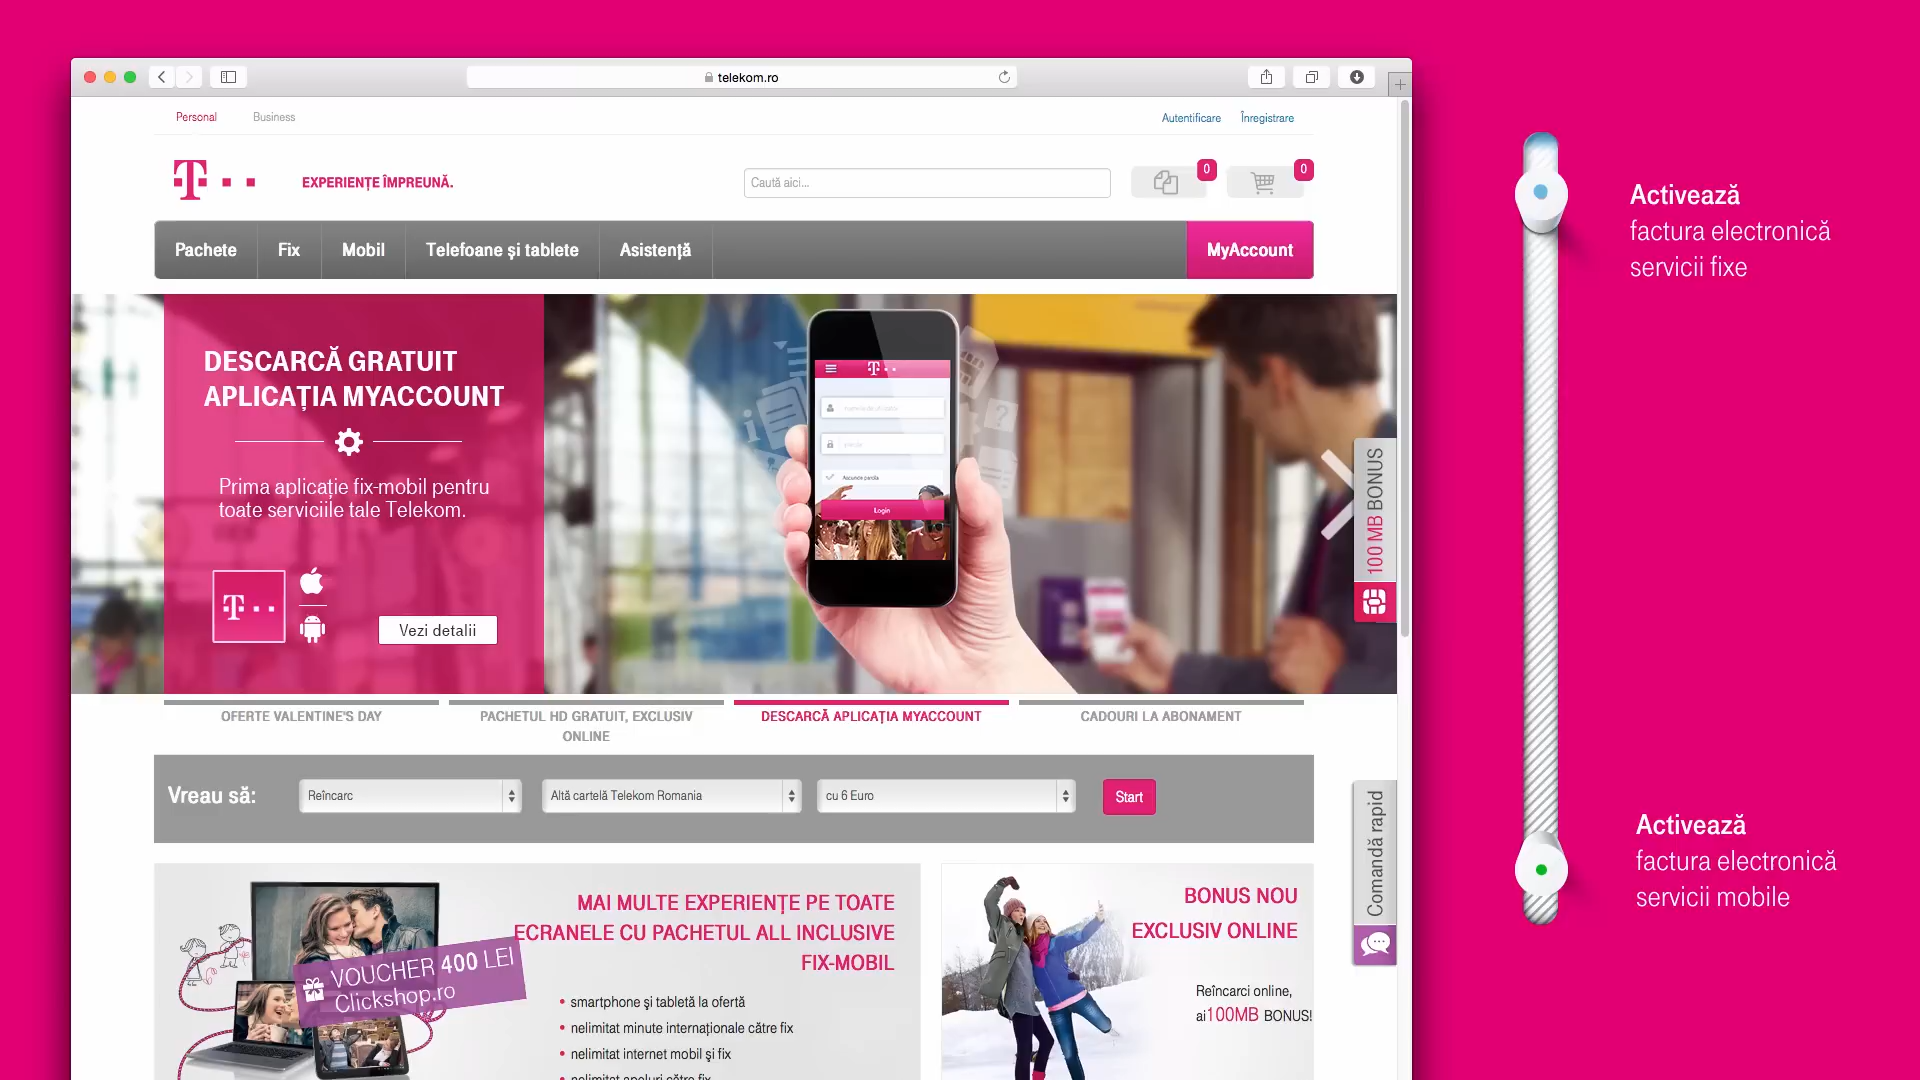 telekom.ro
Personal
Business
Autentificare
Înregistrare
T
EXPERIENȚE ÎMPREUNĂ.
Caută aici...
0
0
Pachete
Fix
Mobil
Telefoane și tablete
Asistență
MyAccount
DESCARCĂ GRATUIT
APLICAȚIA MYACCOUNT
Prima aplicație fix-mobil pentru
toate serviciile tale Telekom.
T
Vezi detalii
T
Ascunde parola
Login
100 MB BONUS
OFERTE VALENTINE'S DAY
PACHETUL HD GRATUIT, EXCLUSIV
ONLINE
DESCARCĂ APLICAȚIA MYACCOUNT
CADOURI LA ABONAMENT
Vreau să:
Reîncarc
Altă cartelă Telekom Romania
cu 6 Euro
Start
Comandă rapid
VOUCHER 400 LEI
Clickshop.ro
MAI MULTE EXPERIENȚE PE TOATE
ECRANELE CU PACHETUL ALL INCLUSIVE
FIX-MOBIL
• smartphone și tabletă la ofertă
• nelimitat minute internaționale către fix
• nelimitat internet mobil și fix
• nelimitat apeluri către fix
BONUS NOU
EXCLUSIV ONLINE
Reîncarci online,
ai 100MB BONUS!
Activează
factura electronică
servicii fixe
Activează
factura electronică
servicii mobile